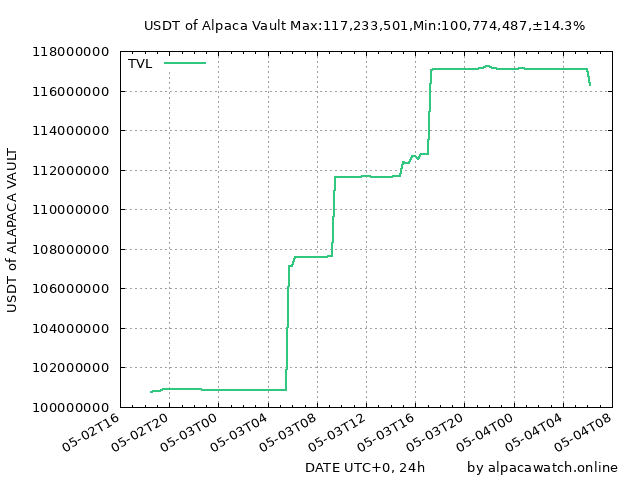 USDT of Alpaca Vault Max:117,233,501,Min:100,774,487,±14.3%
TVL
118000000
116000000
114000000
112000000
110000000
108000000
106000000
104000000
102000000
100000000
USDT of ALAPACA VAULT
05-02T16
05-02T20
05-03T00
05-03T04
05-03T08
05-03T12
05-03T16
05-03T20
05-04T00
05-04T04
05-04T08
DATE UTC+0, 24h
by alpacawatch.online